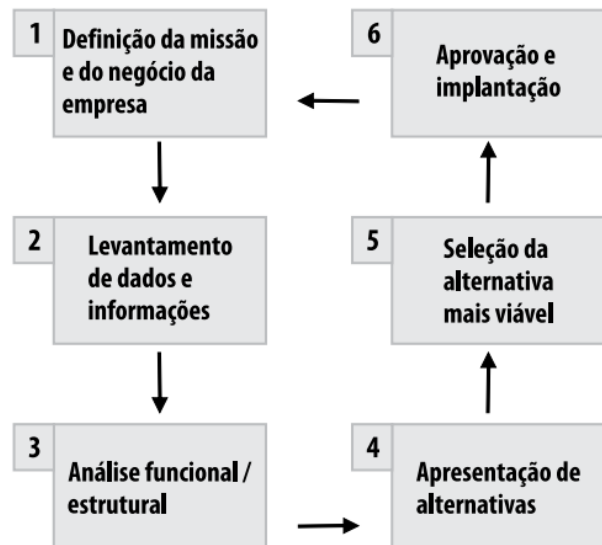 1
Definição da missão
e do negócio da
empresa
2
Levantamento
de dados e
informações
3
Análise funcional /
estrutural
4
Apresentação de
alternativas
5
Seleção da
alternativa
mais viável
6
Aprovação e
implantação